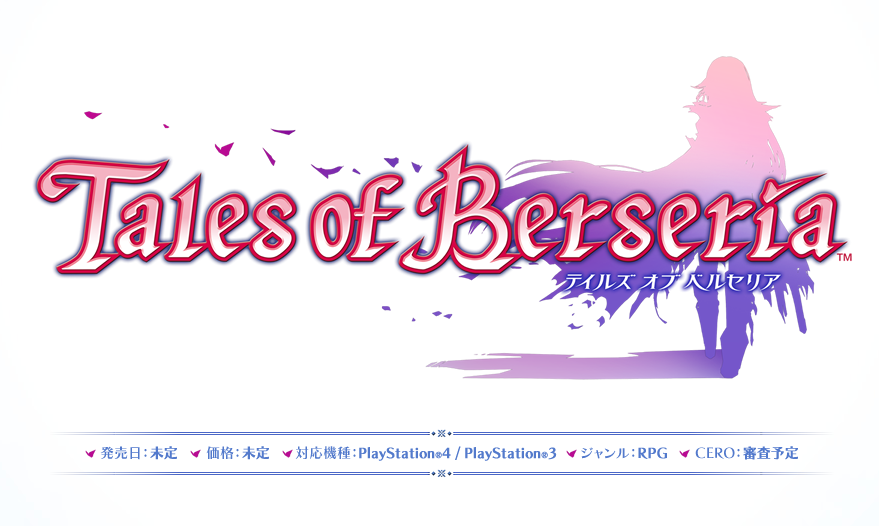 Tales of Berseria™
テイルズ オブ ベルセリア
発売日：未定 価格：未定 対応機種：PlayStation®4 / PlayStation®3 ジャンル：RPG CERO：審査予定